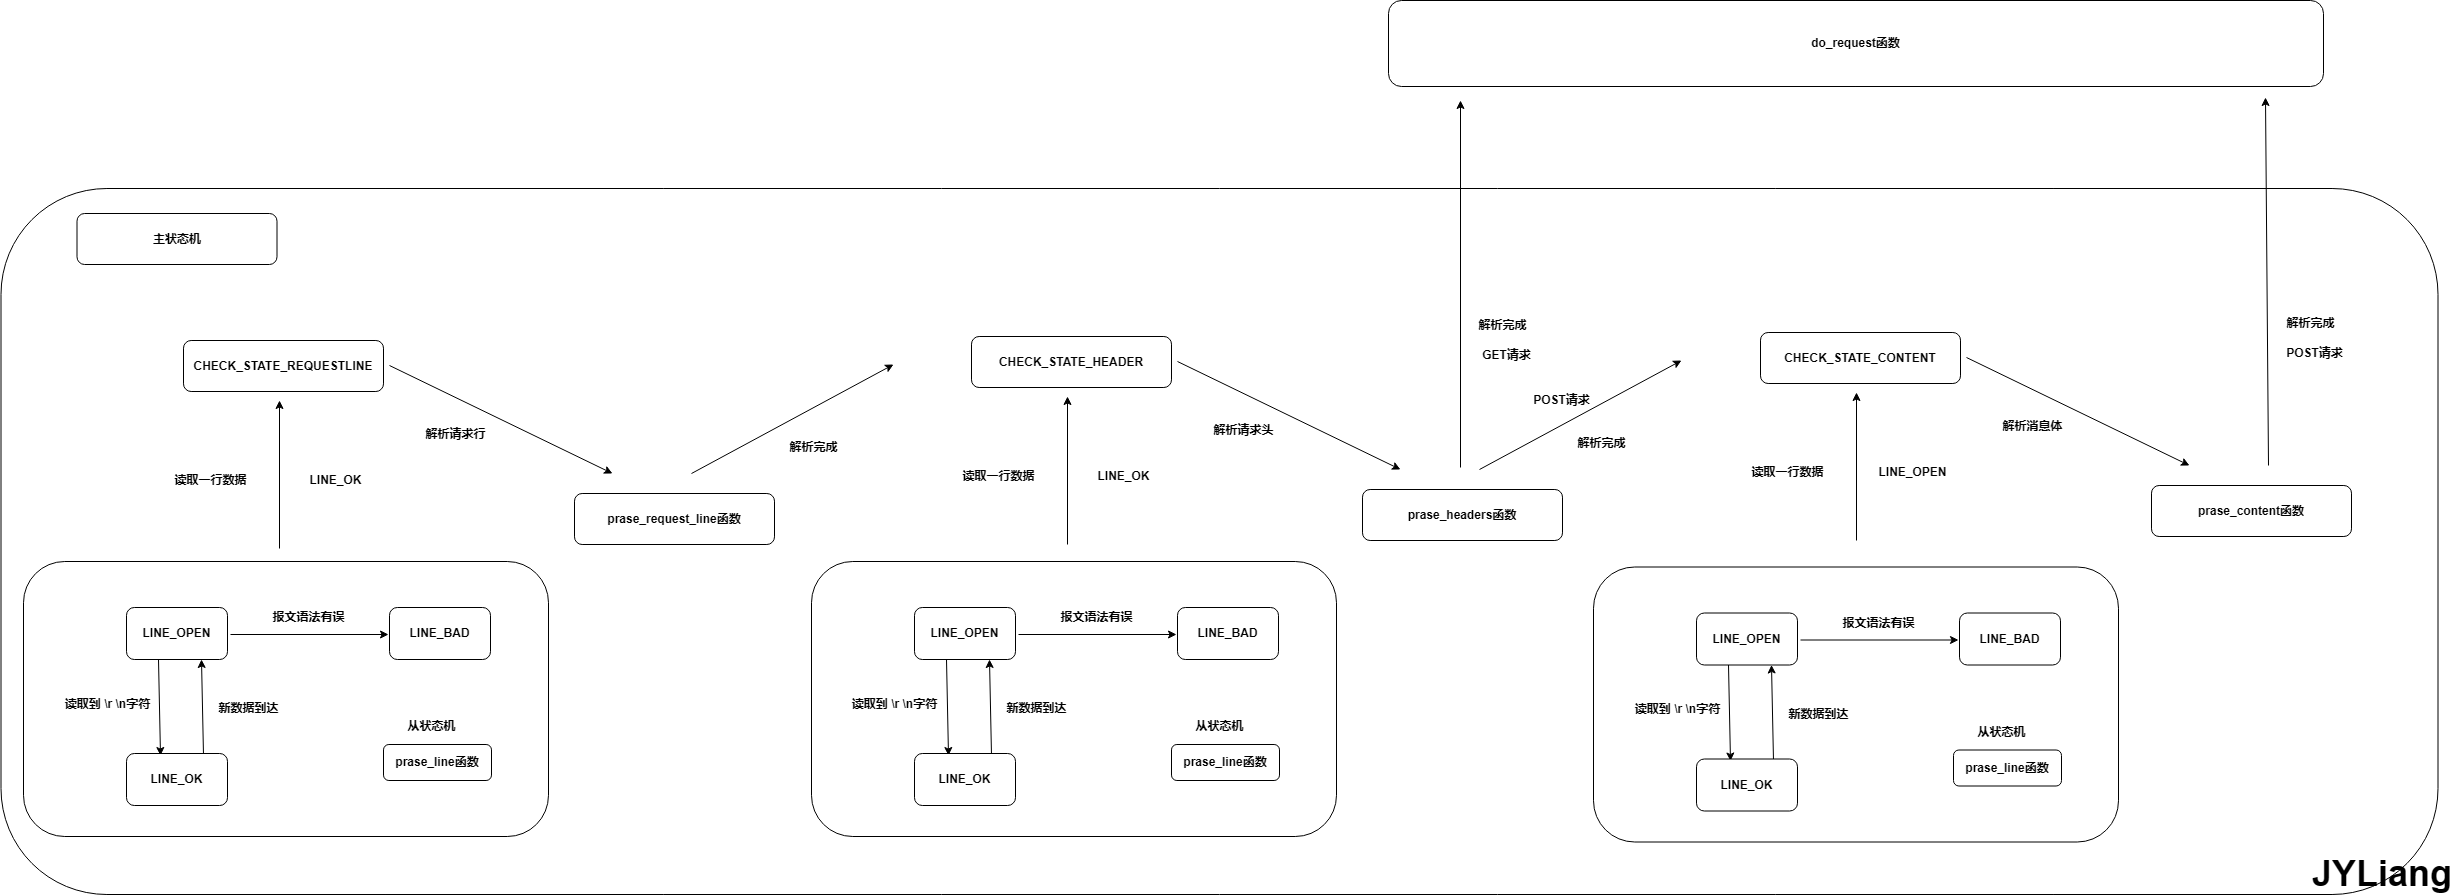 do_request函数
主状态机
解析完成
GET请求
解析完成
POST请求
CHECK_STATE_REQUESTLINE
CHECK_STATE_HEADER
CHECK_STATE_CONTENT
POST请求
解析请求行
解析完成
解析请求头
解析完成
解析消息体
读取一行数据
LINE_OK
读取一行数据
LINE_OK
读取一行数据
LINE_OPEN
prase_request_line函数
prase_headers函数
prase_content函数
报文语法有误
LINE_OPEN
LINE_BAD
读取到 \r \n字符
新数据到达
从状态机
LINE_OK
prase_line函数
报文语法有误
LINE_OPEN
LINE_BAD
读取到 \r \n字符
新数据到达
从状态机
LINE_OK
prase_line函数
报文语法有误
LINE_OPEN
LINE_BAD
读取到 \r \n字符
新数据到达
从状态机
LINE_OK
prase_line函数
JYLiang